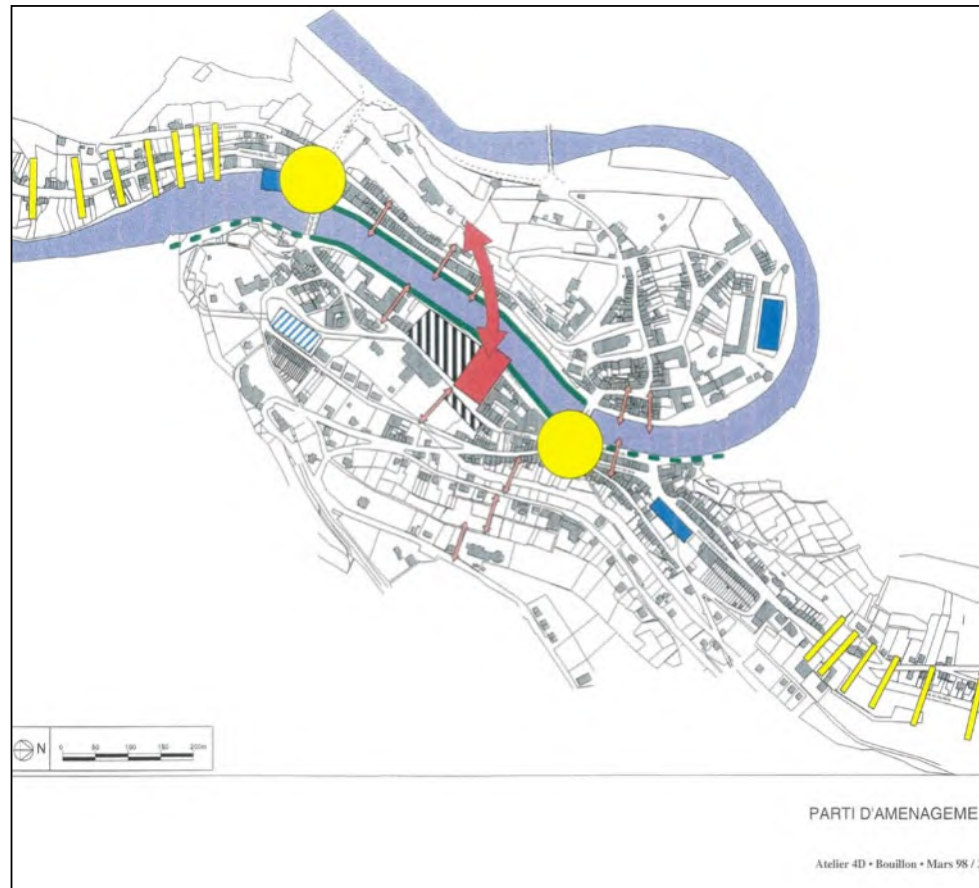 N
0 50 100 150 200m
PARTI D'AMENAGEME
Atelier 4D • Bouillon • Mars 98 /